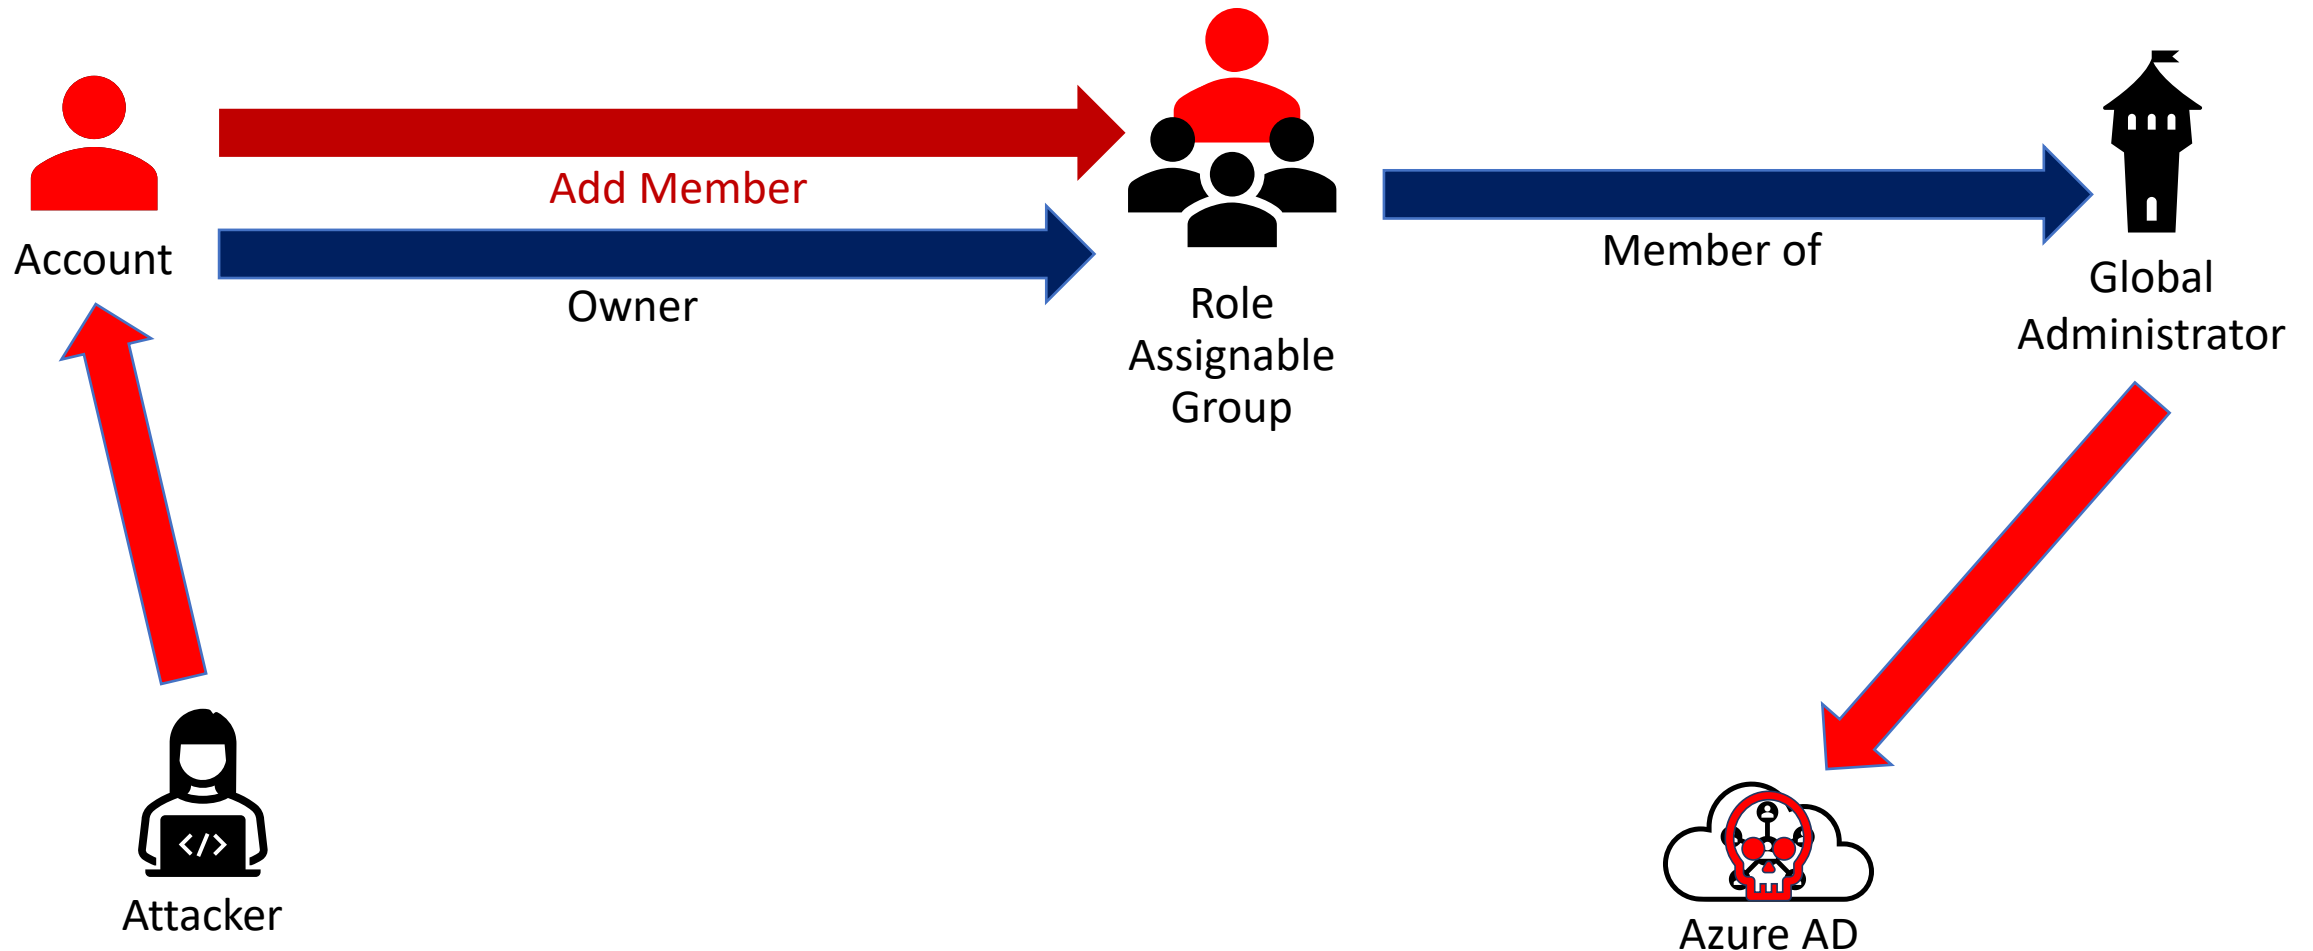 Add Member
Account
Owner
Role
Assignable
Group
Member of
Global
Administrator
</>
Attacker
Azure AD